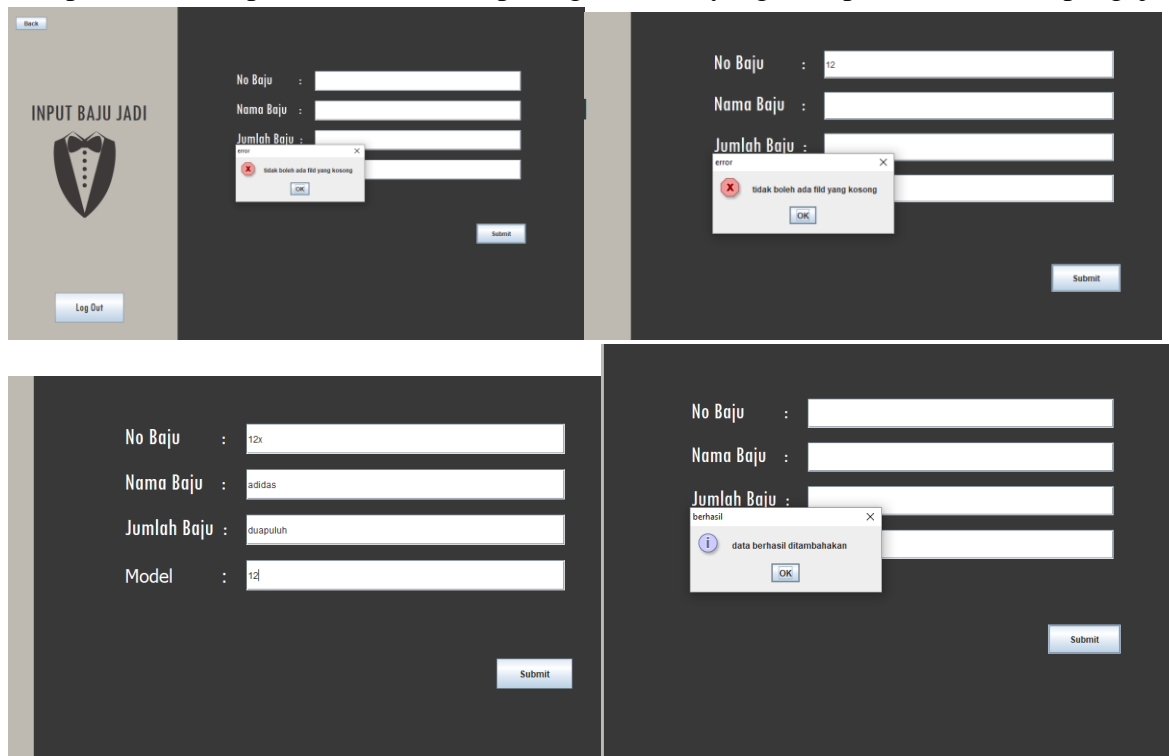 Back
INPUT BAJU JADI
Log Out
No Baju :
Nama Baju :
Jumlah Baju :
error
tidak boleh ada fild yang kosong
OK
Submit
No Baju : 12
Nama Baju :
Jumlah Baju :
error
tidak boleh ada fild yang kosong
OK
Submit
No Baju : 12x
Nama Baju : adidas
Jumlah Baju : duapuluh
Model : 12
Submit
No Baju :
Nama Baju :
Jumlah Baju :
berhasil
data berhasil ditambahakan
OK
Submit